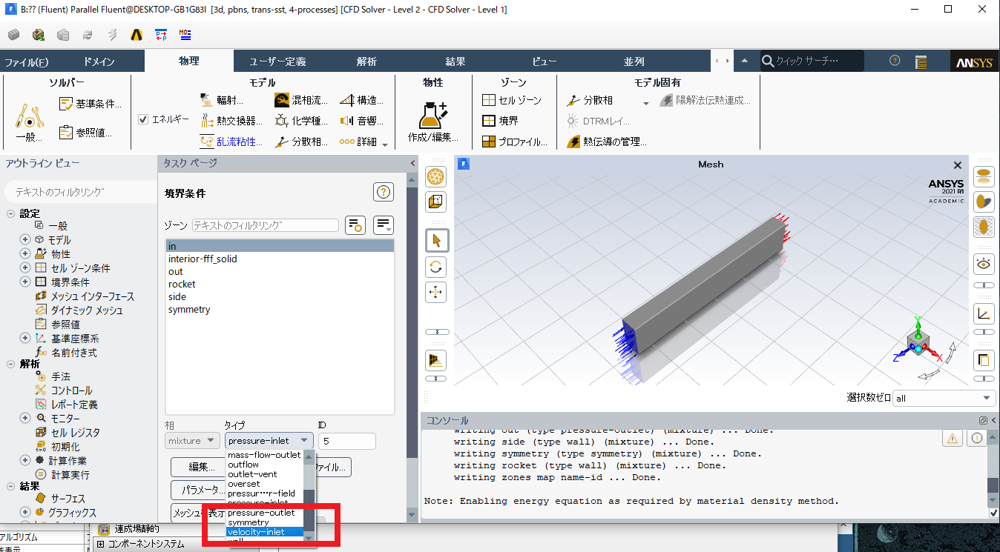 B:?? (Fluent) Parallel Fluent@DESKTOP-GB1G83I [3d, pbns, trans-sst, 4-processes] [CFD Solver - Level 2 - CFD Solver - Level 1]
ファイル(F) ドメイン 物理 ユーザー定義 解析 結果 ビュー 並列 クイック サーチ… ANSYS
ソルバー モデル 物性 ゾーン モデル固有
一般... 基準条件... 参照値...
エネルギー
輻射... 混相流... 構造...
熱交換器... 化学種... 音響...
乱流粘性... 分散相... 詳細
作成/編集...
セル ゾーン
境界
プロファイル...
分散相 陽解法伝熱連成...
DTRMレイ...
熱伝導の管理...
アウトライン ビュー
テキストのフィルタリング
設定
一般
モデル
物性
セル ゾーン条件
境界条件
メッシュ インターフェース
ダイナミック メッシュ
参照値
基準座標系
名前付き式
解析
手法
コントロール
レポート定義
モニター
セル レジスタ
初期化
計算作業
計算実行
結果
サーフェス
グラフィックス
タスク ページ
境界条件
ゾーン テキストのフィルタリング
in
interior-fff_solid
out
rocket
side
symmetry
相 タイプ ID
mixture pressure-inlet 5
編集... ファイル...
パラメータ...
メッシュを表示
mass-flow-outlet
outflow
outlet-vent
overset
pressur…r-field
pressure-inlet
pressure-outlet
symmetry
velocity-inlet
wall
Mesh
ANSYS
2021 R1
ACADEMIC
Y
Z X
選択数ゼロ all
コンソール
writing out (type pressure-outlet) (mixture) ... Done.
writing side (type wall) (mixture) ... Done.
writing symmetry (type symmetry) (mixture) ... Done.
writing rocket (type wall) (mixture) ... Done.
writing zones map name-id ... Done.
Note: Enabling energy equation as required by material density method.
アルゴリズム
を表示
連成場静的
コンポーネントシステム